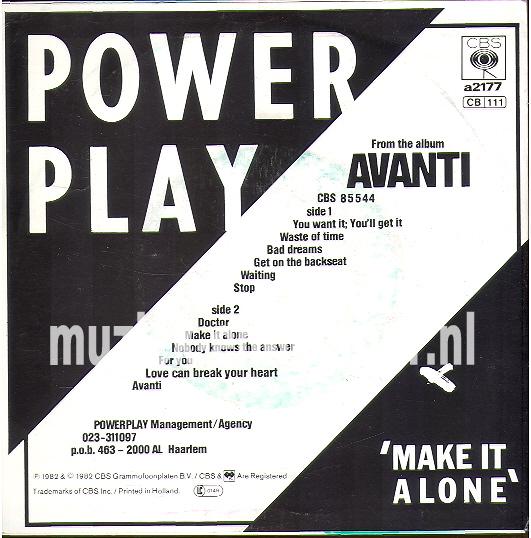 POWER
PLAY
CBS
a2177
CB 111
From the album
AVANTI
CBS 85544
side 1
You want it; You'll get it
Waste of time
Bad dreams
Get on the backseat
Waiting
Stop
side 2
Doctor
Make it alone
Nobody knows the answer
For you
Love can break your heart
Avanti
POWERPLAY Management/Agency
023-311097
p.o.b. 463 – 2000 AL Haarlem
℗ 1982 & © 1982 CBS Grammofoonplaten B.V. / CBS & Are Registered
Trademarks of CBS Inc. / Printed in Holland.
'MAKE IT
ALONE'
.nl